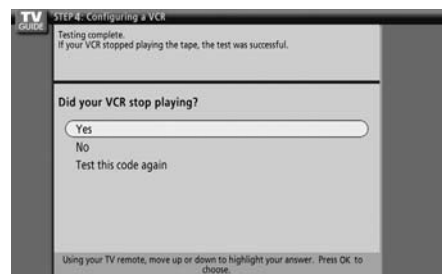 TV
GUIDE
STEP4: Configuring a VCR
Testing complete.
If your VCR stopped playing the tape, the test was successful.
Did your VCR stop playing?
Yes
No
Test this code again
Using your TV remote, move up or down to highlight your answer. Press OK to
choose.